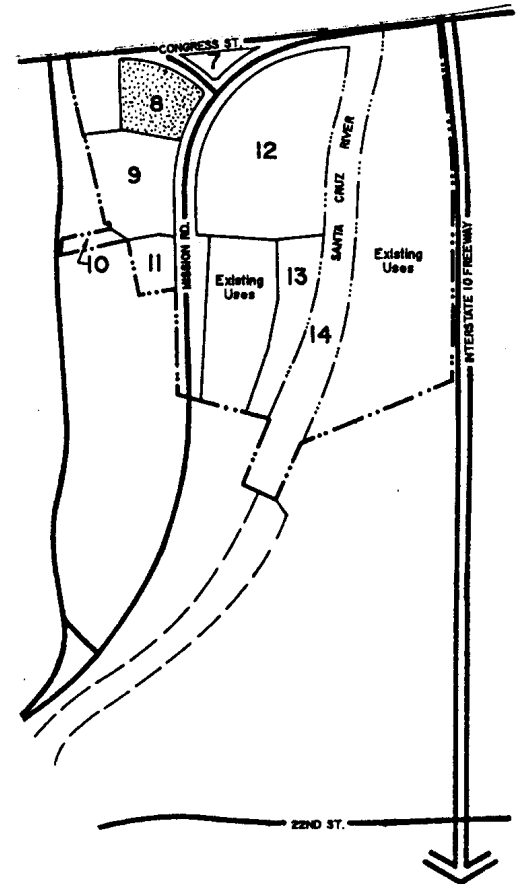 CONGRESS ST.
7
8
12
9
SANTA CRUZ RIVER
MISSION RD.
10
11
Existing
Uses
13
Existing
Uses
INTERSTATE 10 FREEWAY
14
22ND ST.